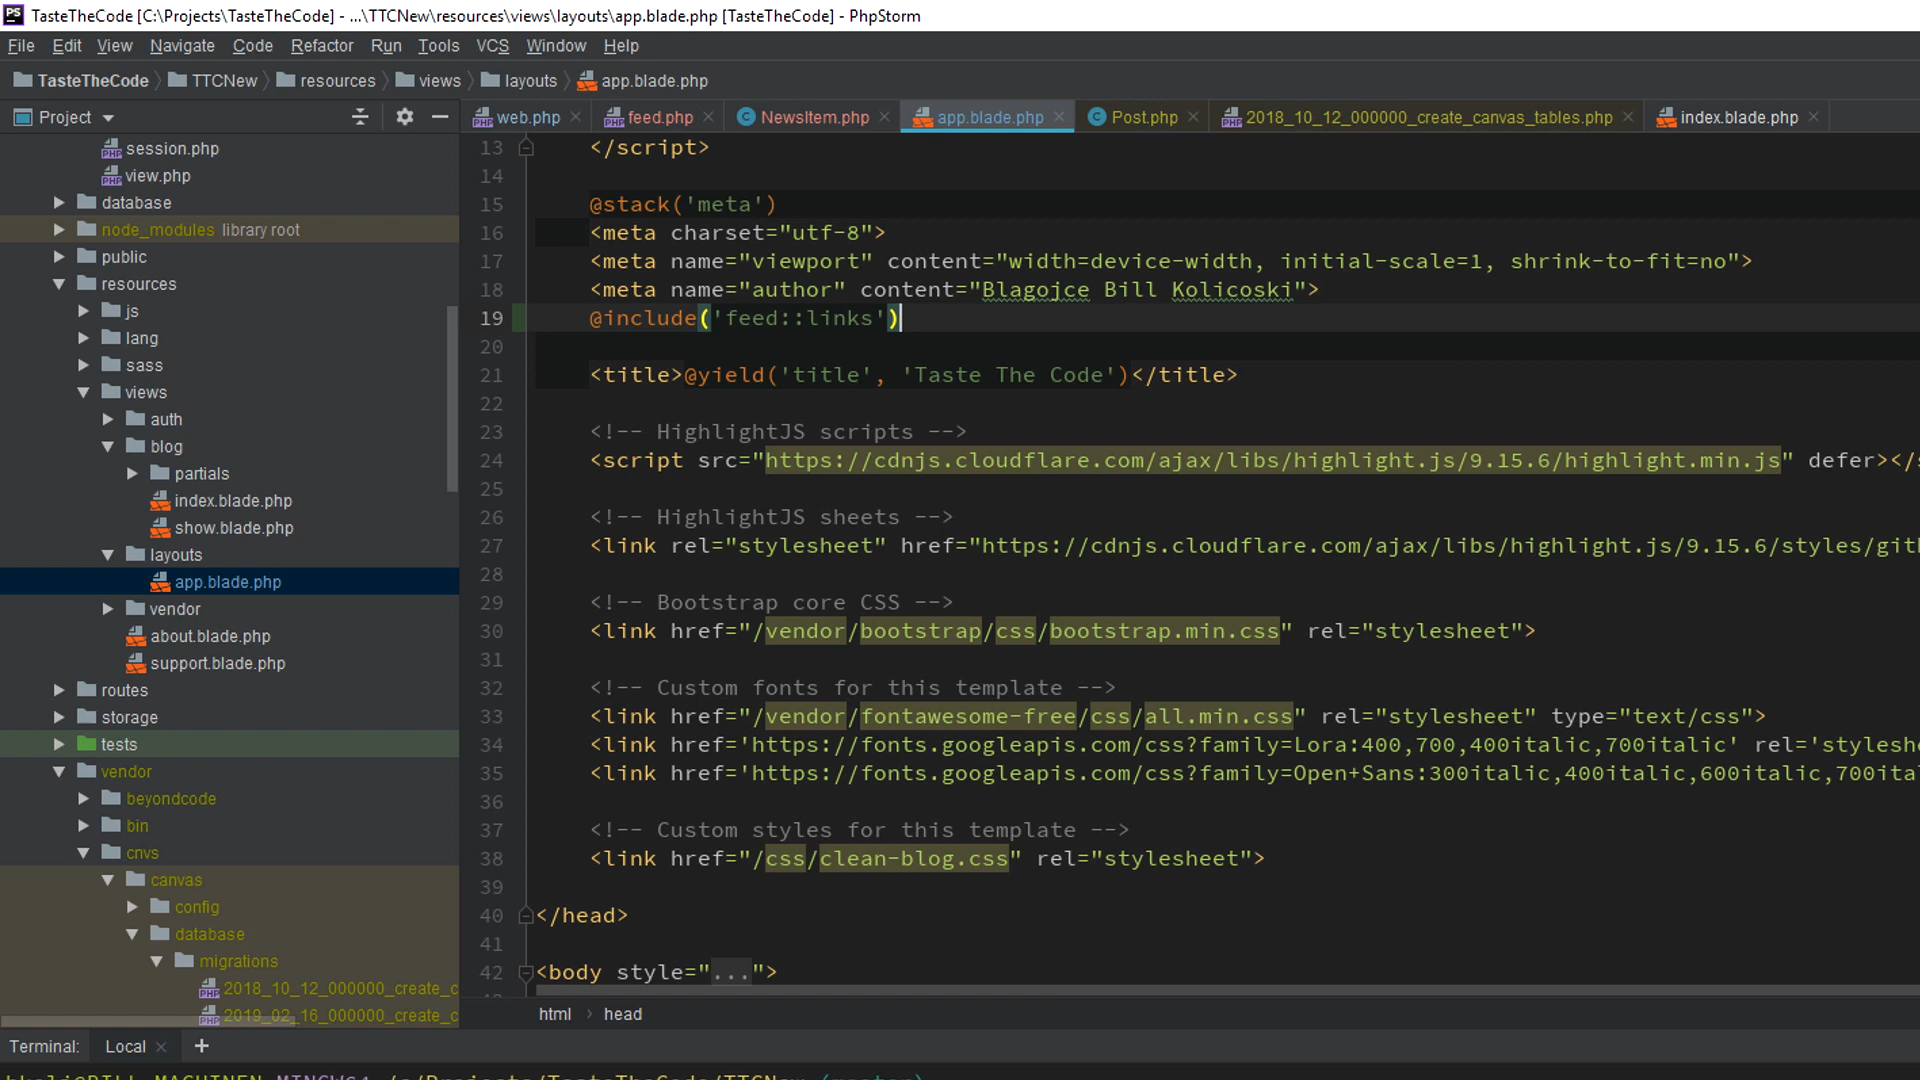 PS TasteTheCode [C:\Projects\TasteTheCode] - ...\TTCNew\resources\views\layouts\app.blade.php [TasteTheCode] - PhpStorm
File Edit View Navigate Code Refactor Run Tools VCS Window Help
TasteTheCode TTCNew resources views layouts app.blade.php
Project
web.php feed.php NewsItem.php app.blade.php Post.php 2018_10_12_000000_create_canvas_tables.php index.blade.php
session.php
view.php
database
node_modules library root
public
resources
js
lang
sass
views
auth
blog
partials
index.blade.php
show.blade.php
layouts
app.blade.php
vendor
about.blade.php
support.blade.php
routes
storage
tests
vendor
beyondcode
bin
cnvs
canvas
config
database
migrations
2018_10_12_000000_create_c
2019_02_16_000000_create_c
13 </script>
14
15 @stack('meta')
16 <meta charset="utf-8">
17 <meta name="viewport" content="width=device-width, initial-scale=1, shrink-to-fit=no">
18 <meta name="author" content="Blagojce Bill Kolicoski">
19 @include('feed::links')
20
21 <title>@yield('title', 'Taste The Code')</title>
22
23 <!-- HighlightJS scripts -->
24 <script src="https://cdnjs.cloudflare.com/ajax/libs/highlight.js/9.15.6/highlight.min.js" defer></s
25
26 <!-- HighlightJS sheets -->
27 <link rel="stylesheet" href="https://cdnjs.cloudflare.com/ajax/libs/highlight.js/9.15.6/styles/gith
28
29 <!-- Bootstrap core CSS -->
30 <link href="/vendor/bootstrap/css/bootstrap.min.css" rel="stylesheet">
31
32 <!-- Custom fonts for this template -->
33 <link href="/vendor/fontawesome-free/css/all.min.css" rel="stylesheet" type="text/css">
34 <link href='https://fonts.googleapis.com/css?family=Lora:400,700,400italic,700italic' rel='styleshe
35 <link href='https://fonts.googleapis.com/css?family=Open+Sans:300italic,400italic,600italic,700ital
36
37 <!-- Custom styles for this template -->
38 <link href="/css/clean-blog.css" rel="stylesheet">
39
40 </head>
41
42 <body style="...">
html head
Terminal: Local +